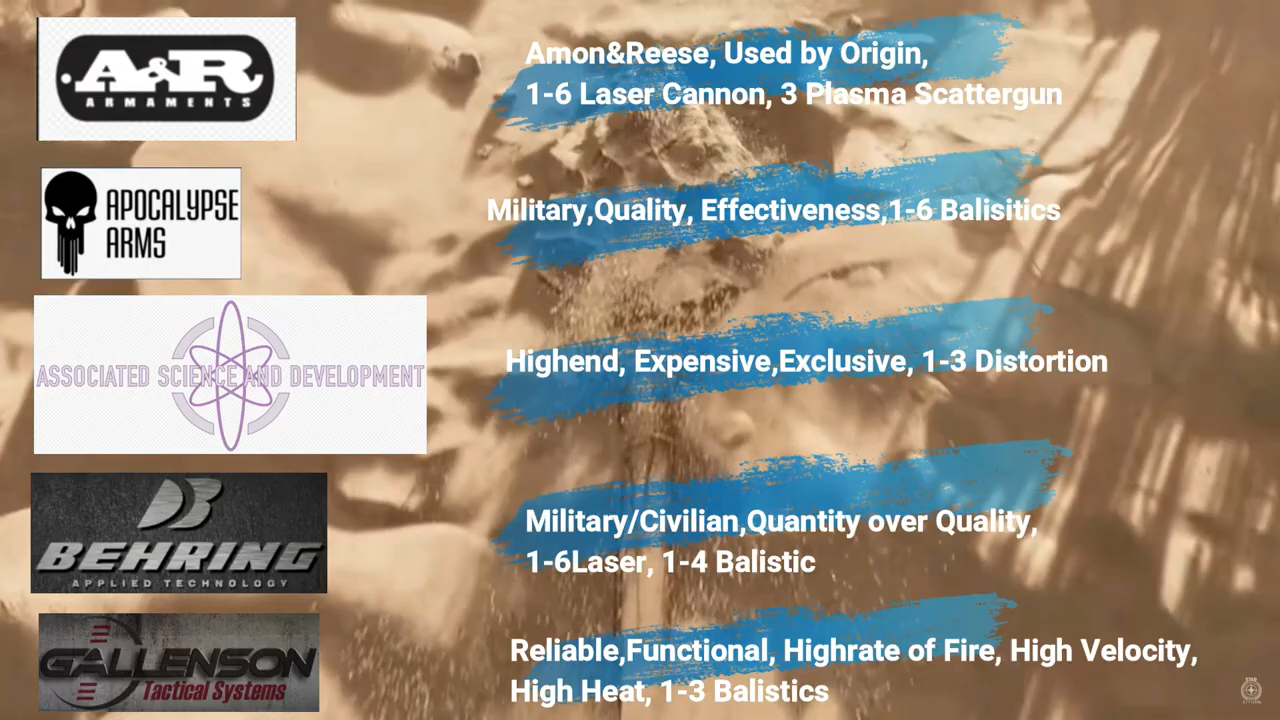 A&R
ARMAMENTS
Amon&Reese, Used by Origin,
1-6 Laser Cannon, 3 Plasma Scattergun
APOCALYPSE
ARMS
Military,Quality, Effectiveness,1-6 Balisitics
ASSOCIATED SCIENCE AND DEVELOPMENT
Highend, Expensive,Exclusive, 1-3 Distortion
BEHRING
APPLIED TECHNOLOGY
Military/Civilian,Quantity over Quality,
1-6Laser, 1-4 Balistic
GALLENSON
Tactical Systems
Reliable,Functional, Highrate of Fire, High Velocity,
High Heat, 1-3 Balistics